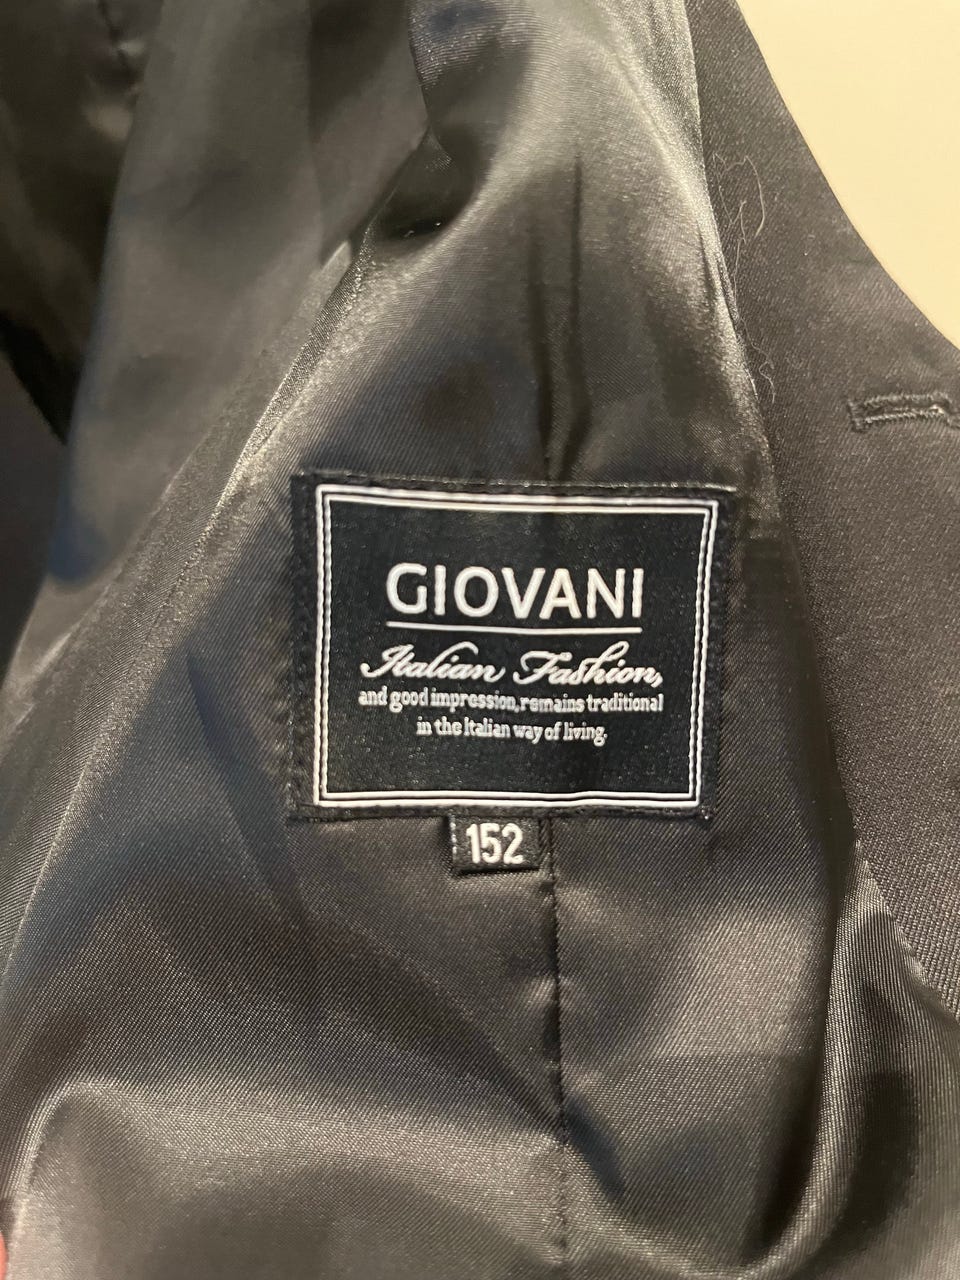 GIOVANI
Italian Fashion,
and good impression, remains traditional
in the Italian way of living.
152